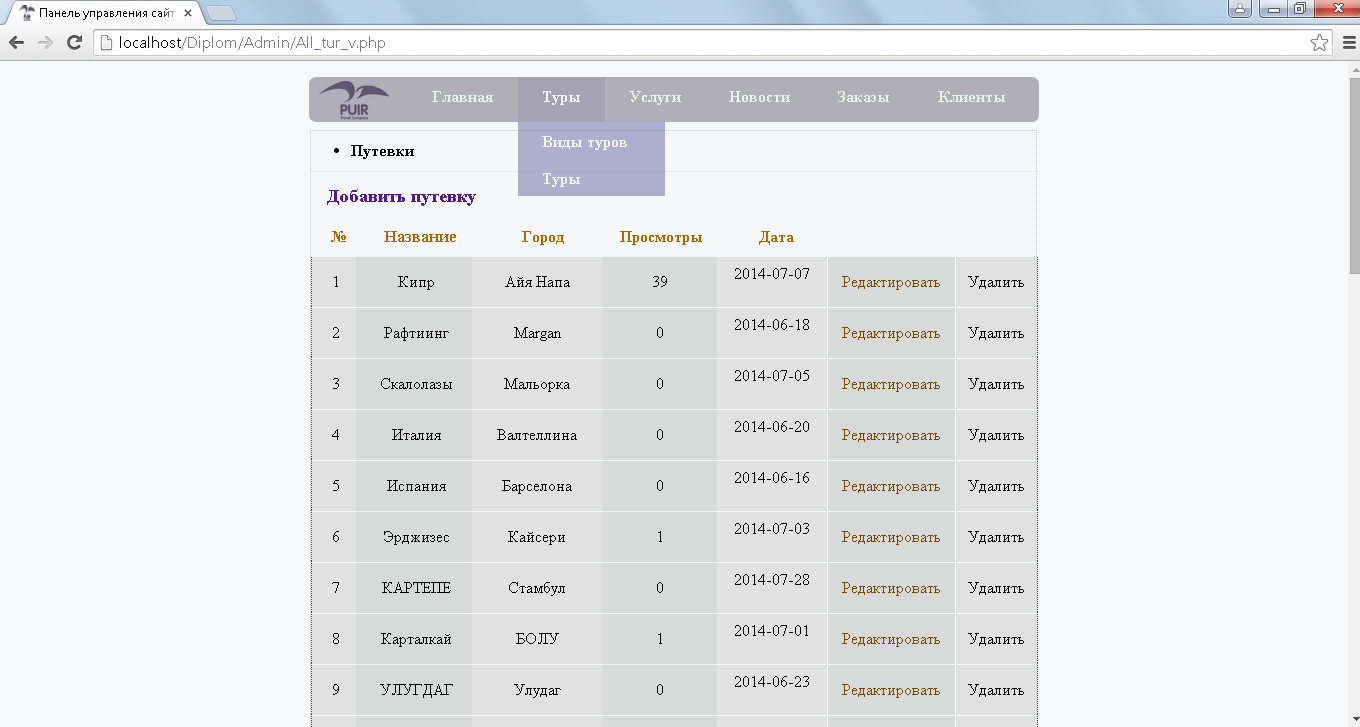 Панель управления сайт
localhost/Diplom/Admin/All_tur_v.php
PUIR
Travel Company
Главная Туры Услуги Новости Заказы Клиенты
Виды туров
Туры
• Путевки
Добавить путевку
№ Название Город Просмотры Дата
1 Кипр Айя Напа 39 2014-07-07 Редактировать Удалить
2 Рафтиинг Margan 0 2014-06-18 Редактировать Удалить
3 Скалолазы Мальорка 0 2014-07-05 Редактировать Удалить
4 Италия Валтеллина 0 2014-06-20 Редактировать Удалить
5 Испания Барселона 0 2014-06-16 Редактировать Удалить
6 Эрджизес Кайсери 1 2014-07-03 Редактировать Удалить
7 КАРТЕПЕ Стамбул 0 2014-07-28 Редактировать Удалить
8 Карталкай БОЛУ 1 2014-07-01 Редактировать Удалить
9 УЛУГДАГ Улудаг 0 2014-06-23 Редактировать Удалить